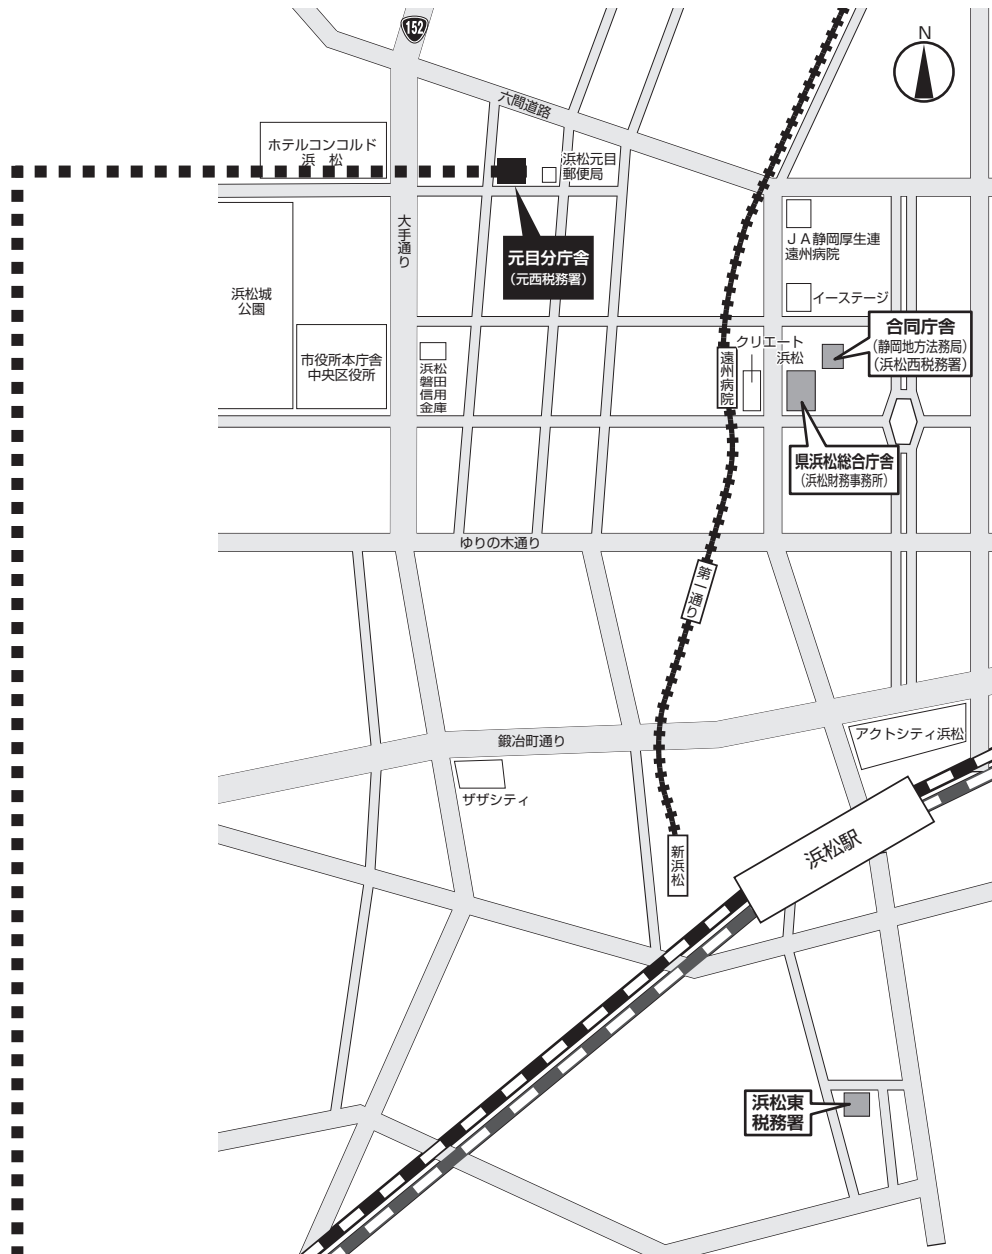 152
N
六間道路
ホテルコンコルド
浜 松
浜松元目
郵便局
大手通り
元目分庁舎
(元西税務署)
JA静岡厚生連
遠州病院
浜松城
公園
イーステージ
市役所本庁舎
中央区役所
浜松
磐田
信用
金庫
遠州病院
クリエート
浜松
合同庁舎
(静岡地方法務局)
(浜松西税務署)
県浜松総合庁舎
(浜松財務事務所)
ゆりの木通り
第一通り
鍛冶町通り
アクトシティ浜松
ザザシティ
新浜松
浜松駅
浜松東
税務署